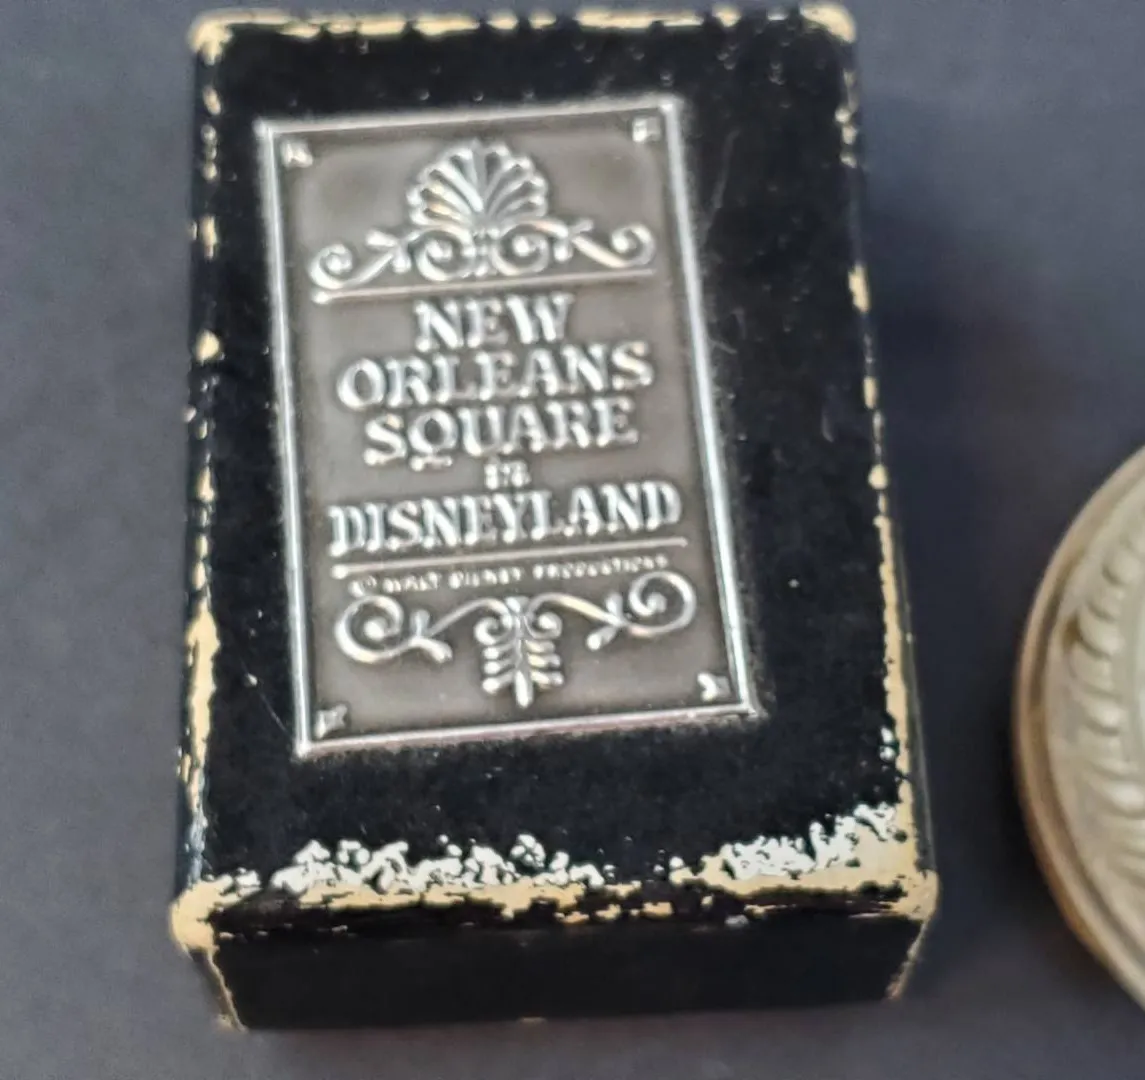 NEW
ORLEANS
SQUARE
IN
DISNEYLAND
© WALT DISNEY PRODUCTIONS